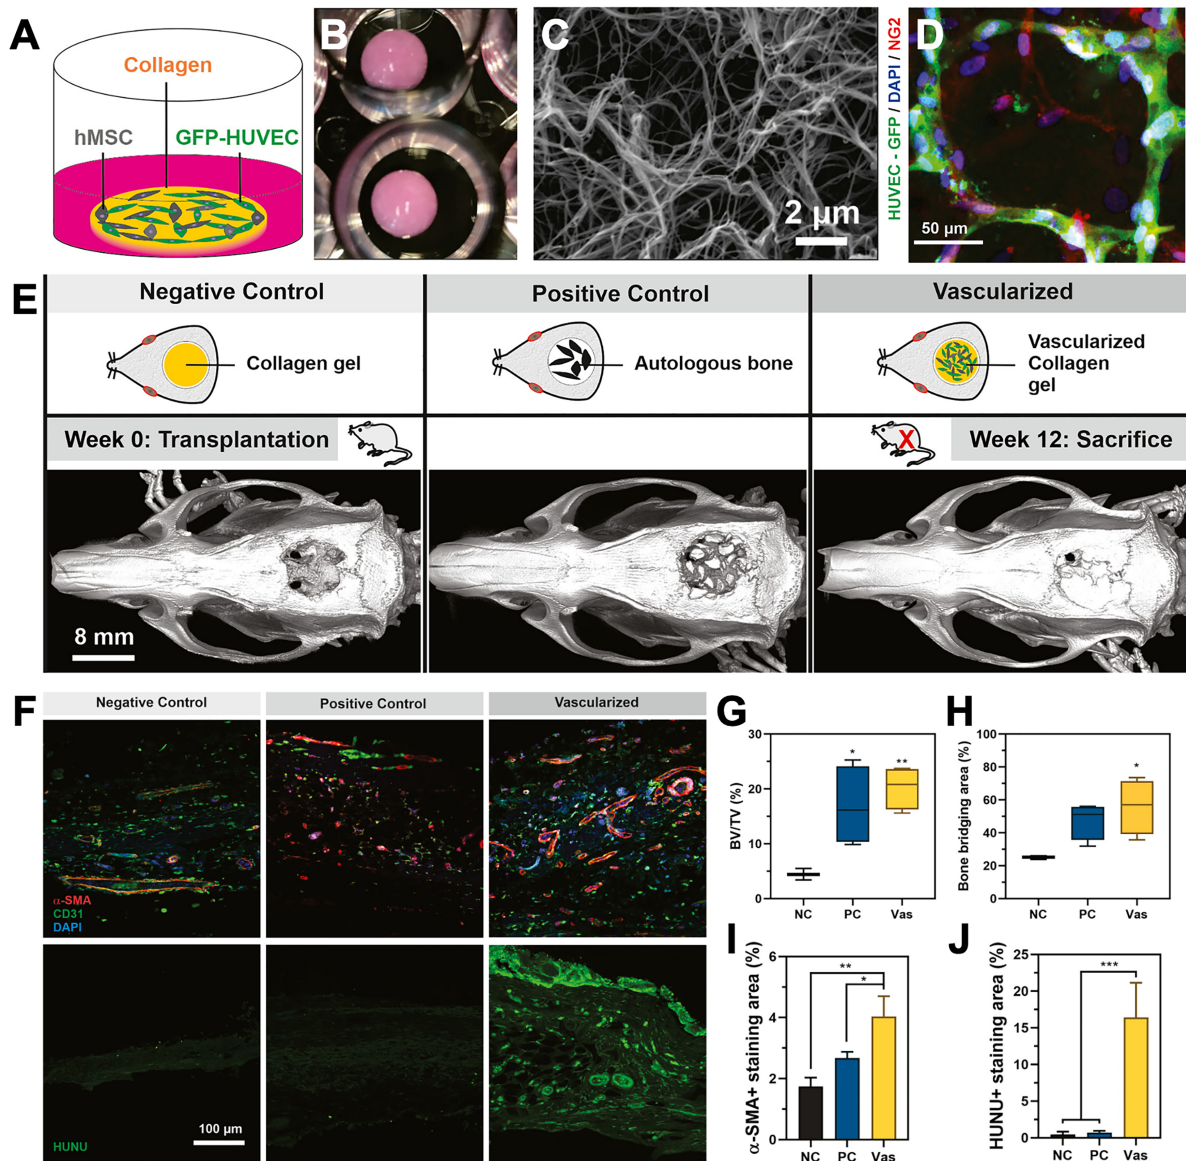 A
Collagen
hMSC
GFP-HUVEC
B
C
2 µm
HUVEC - GFP / DAPI / NG2
D
50 µm
E
Negative Control
Positive Control
Vascularized
Collagen gel
Autologous bone
Vascularized
Collagen
gel
Week 0: Transplantation
X
Week 12: Sacrifice
8 mm
F
Negative Control
Positive Control
Vascularized
α-SMA
CD31
DAPI
HUNU
100 µm
G
BV/TV (%)
30
20
10
0
*
**
NC
PC
Vas
H
Bone bridging area (%)
100
80
60
40
20
0
*
NC
PC
Vas
I
α-SMA+ staining area (%)
6
4
2
0
**
*
NC
PC
Vas
J
HUNU+ staining area (%)
25
20
15
10
5
0
***
NC
PC
Vas